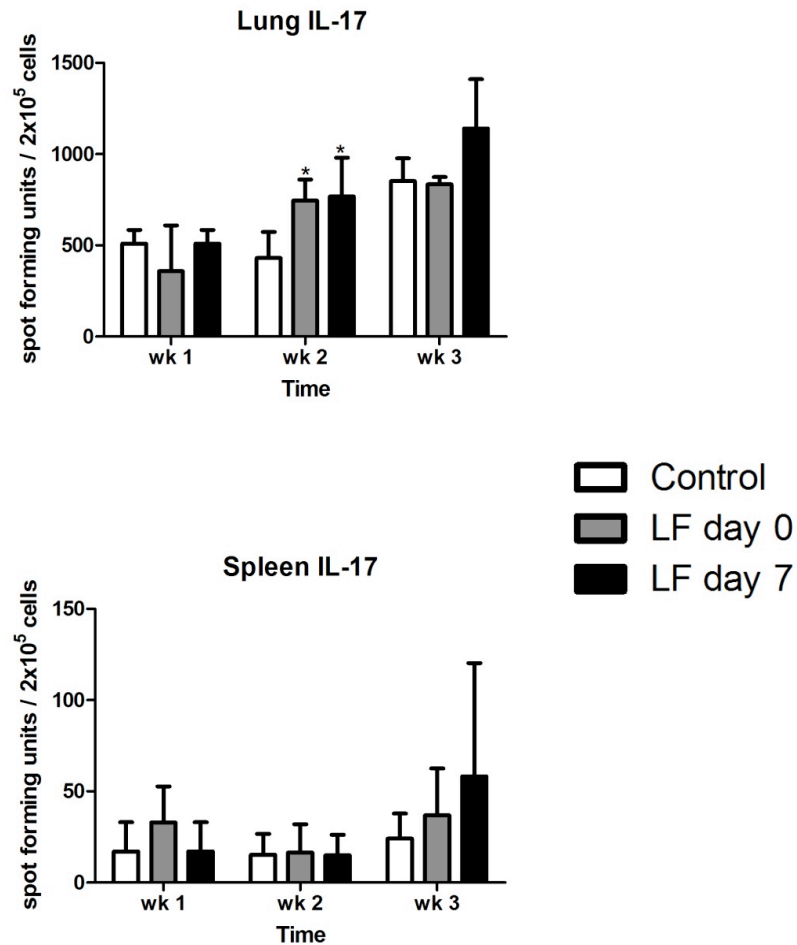 Lung IL-17
spot forming units / 2x10⁵ cells
1500
1000
500
0
* *
wk 1 wk 2 wk 3
Time
Control
LF day 0
LF day 7
Spleen IL-17
spot forming units / 2x10⁵ cells
150
100
50
0
wk 1 wk 2 wk 3
Time